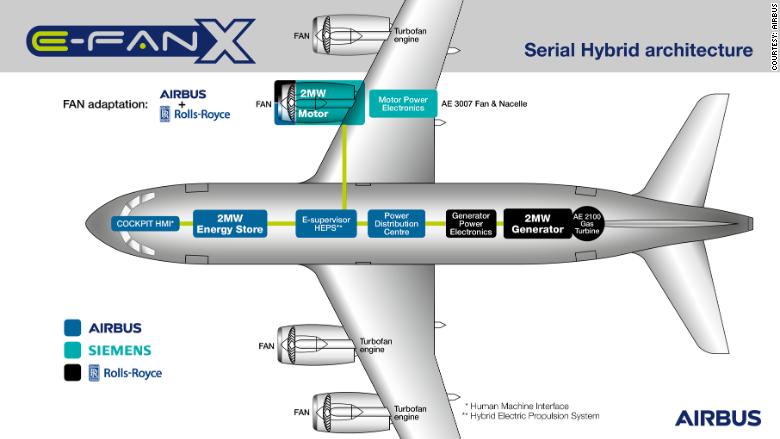 E-FANX
Serial Hybrid architecture
COURTESY: AIRBUS
FAN
Turbofan
engine
FAN adaptation:
AIRBUS
+
Rolls-Royce
FAN
2MW
Motor
Motor Power
Electronics
AE 3007 Fan & Nacelle
COCKPIT HMI*
2MW
Energy Store
E-supervisor
HEPS**
Power
Distribution
Centre
Generator
Power
Electronics
2MW
Generator
AE 2100
Gas
Turbine
AIRBUS
SIEMENS
RR Rolls-Royce
FAN
Turbofan
engine
FAN
Turbofan
engine
* Human Machine Interface
** Hybrid Electric Propulsion System
AIRBUS